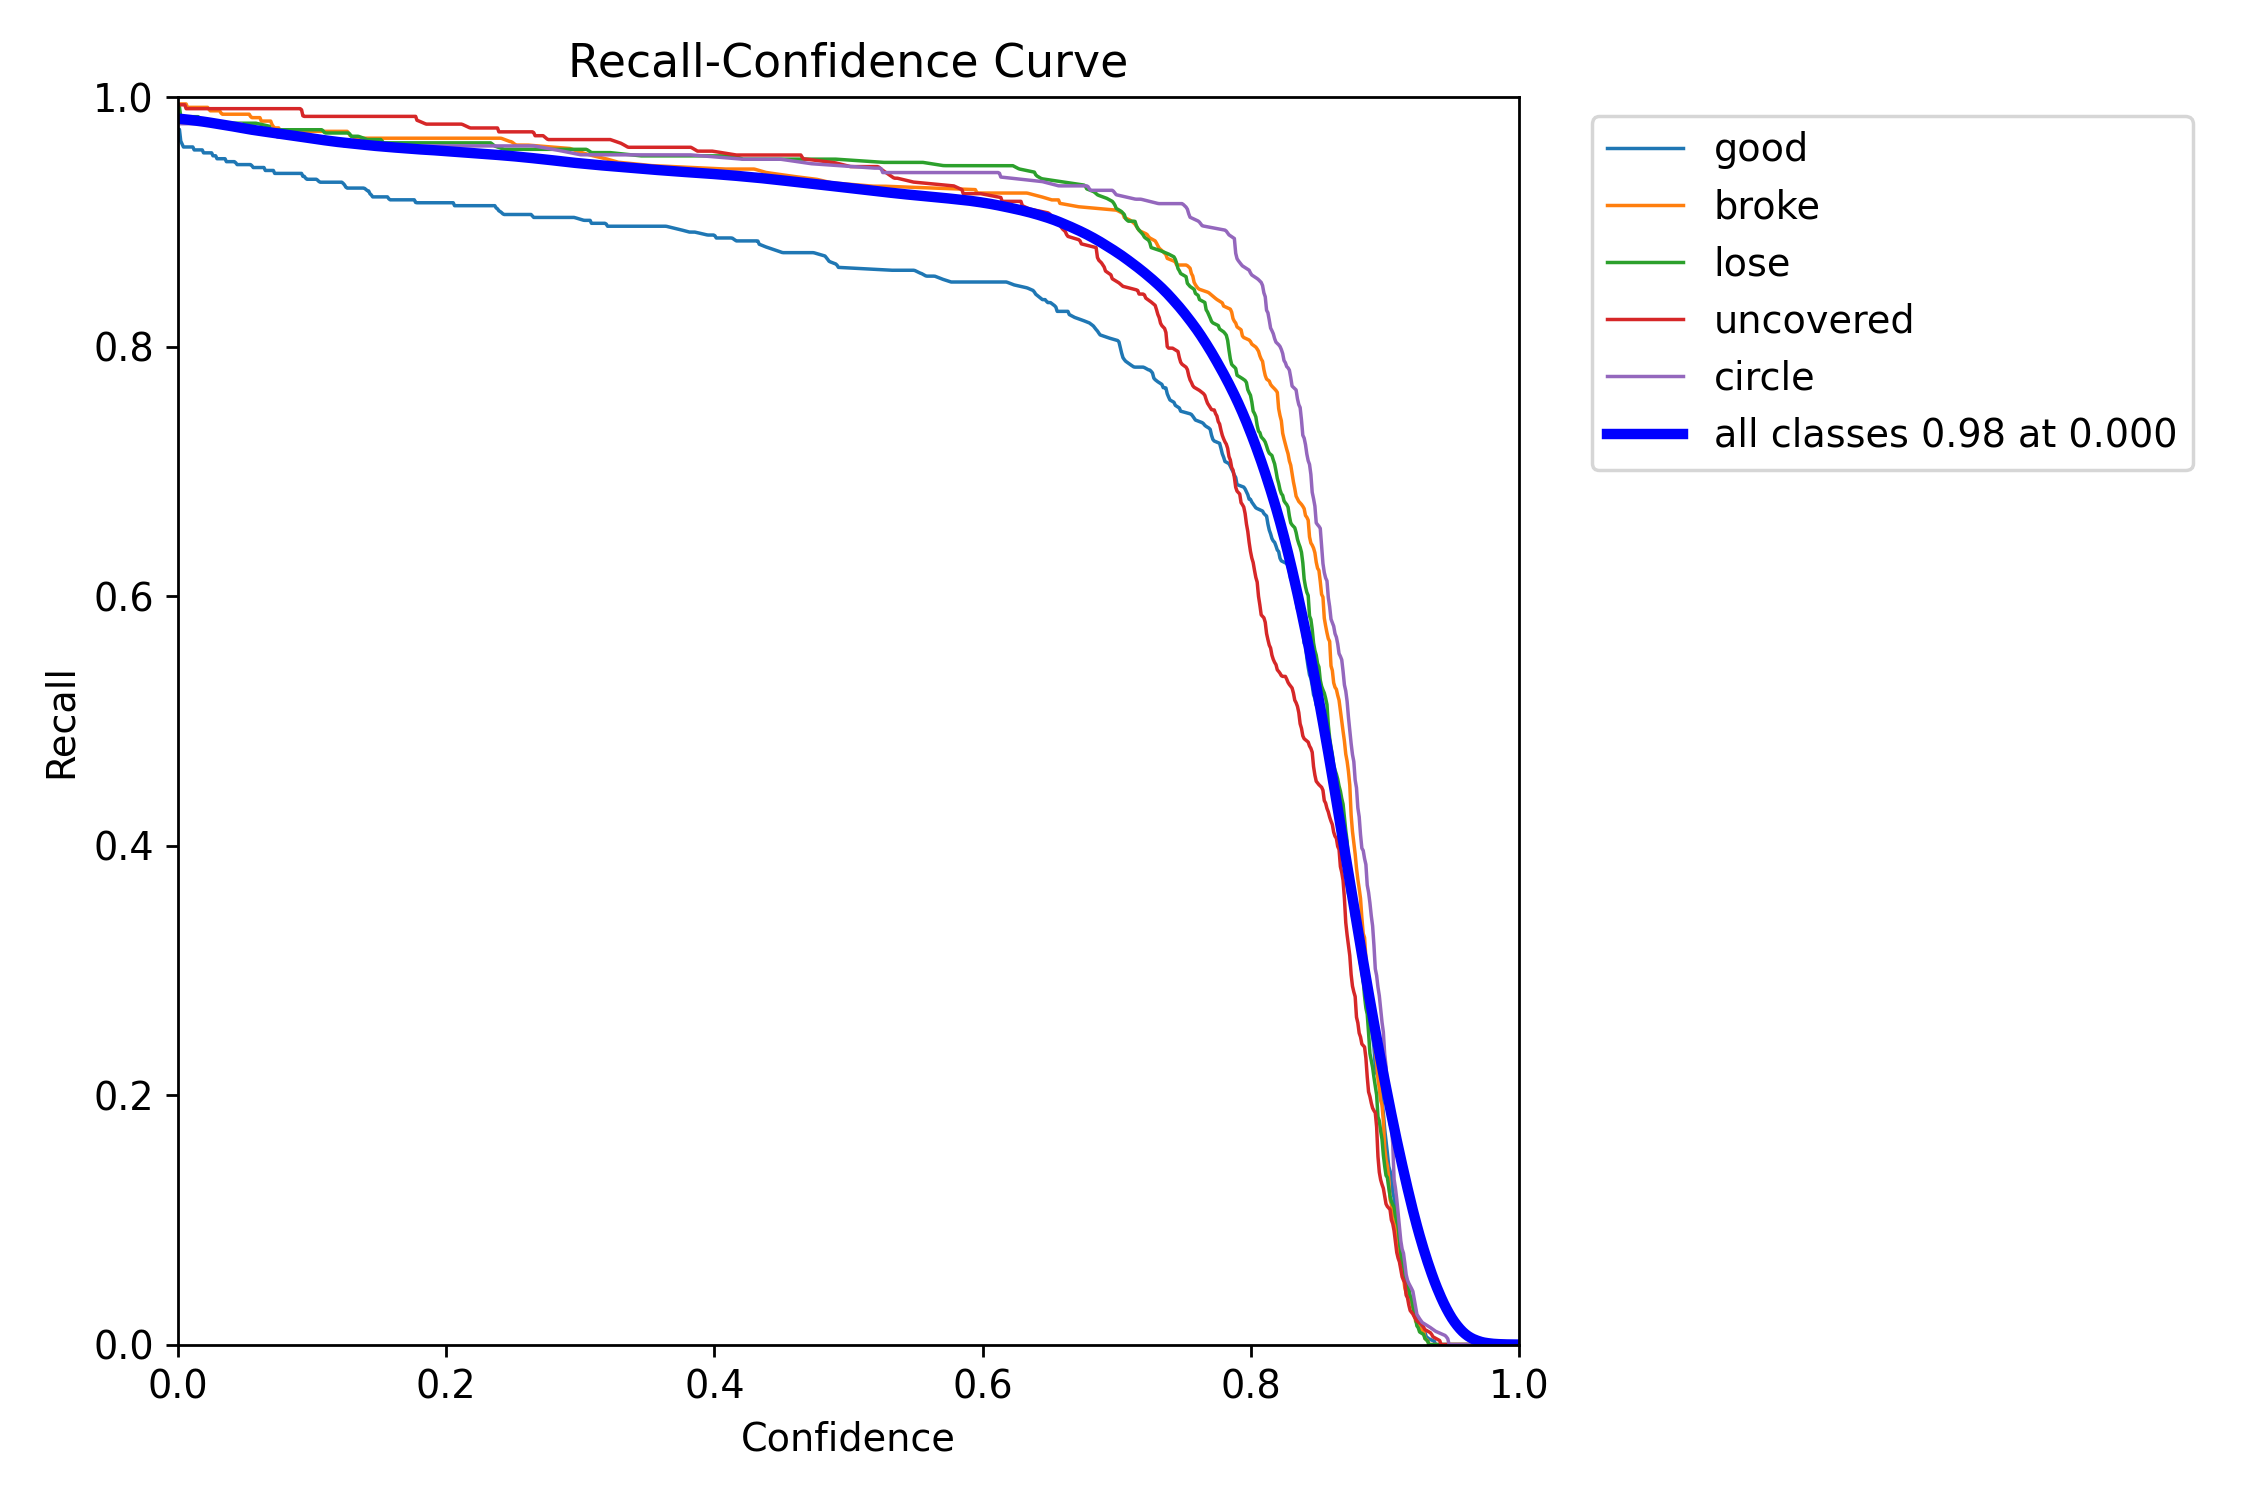 Recall-Confidence Curve
1.0
0.8
0.6
0.4
0.2
0.0
Recall
0.0 0.2 0.4 0.6 0.8 1.0
Confidence
good
broke
lose
uncovered
circle
all classes 0.98 at 0.000